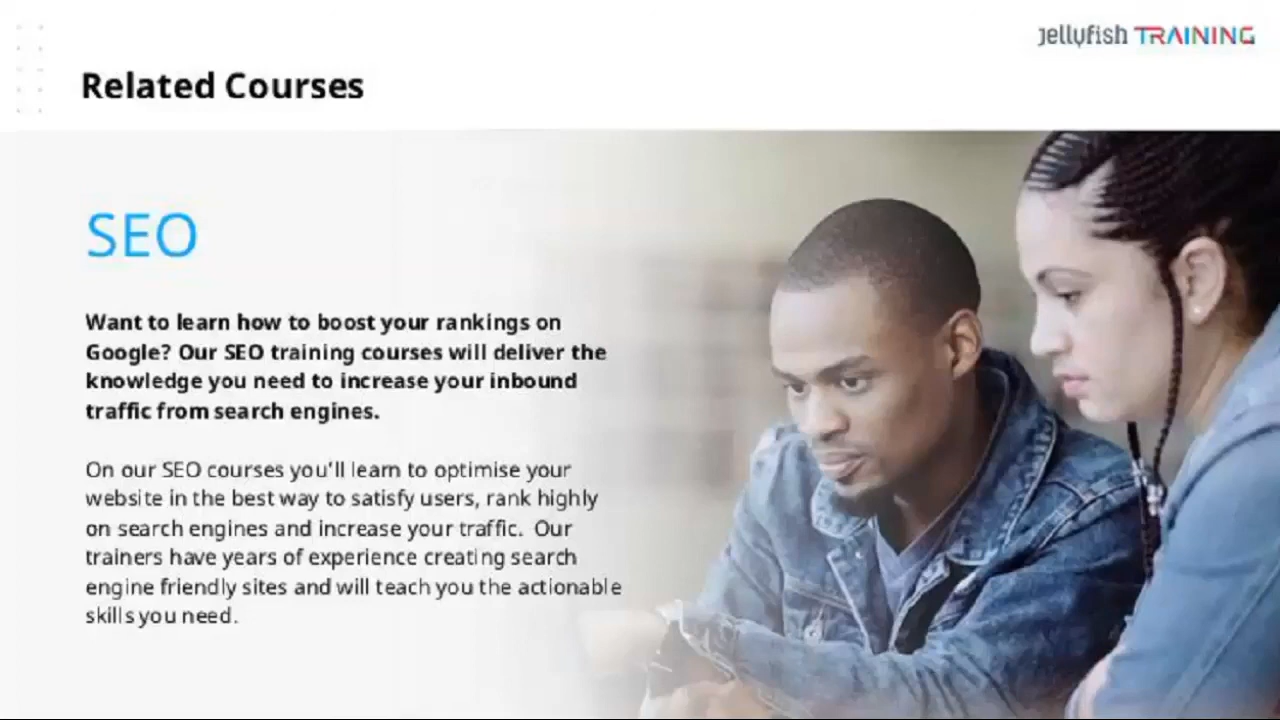 jellyfish TRAINING
Related Courses
SEO
Want to learn how to boost your rankings on
Google? Our SEO training courses will deliver the
knowledge you need to increase your inbound
traffic from search engines.
On our SEO courses you'll learn to optimise your
website in the best way to satisfy users, rank highly
on search engines and increase your traffic.  Our
trainers have years of experience creating search
engine friendly sites and will teach you the actionable
skills you need.